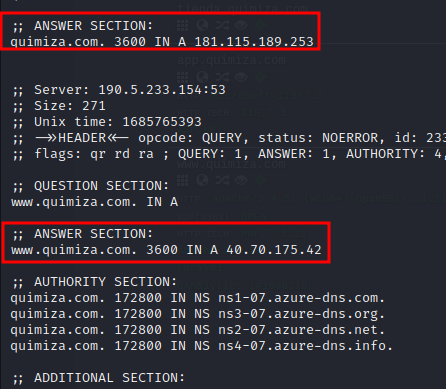 ;; ANSWER SECTION:
quimiza.com. 3600 IN A 181.115.189.253
app.quimiza.com
;; Server: 190.5.233.154:53
;; Size: 271
;; Unix time: 1685765393
;; ->>HEADER<<- opcode: QUERY, status: NOERROR, id: 233
;; flags: qr rd ra ; QUERY: 1, ANSWER: 1, AUTHORITY: 4,
;; QUESTION SECTION:
www.quimiza.com. IN A
;; ANSWER SECTION:
www.quimiza.com. 3600 IN A 40.70.175.42
;; AUTHORITY SECTION:
quimiza.com. 172800 IN NS ns1-07.azure-dns.com.
quimiza.com. 172800 IN NS ns3-07.azure-dns.org.
quimiza.com. 172800 IN NS ns2-07.azure-dns.net.
quimiza.com. 172800 IN NS ns4-07.azure-dns.info.
;; ADDITIONAL SECTION: